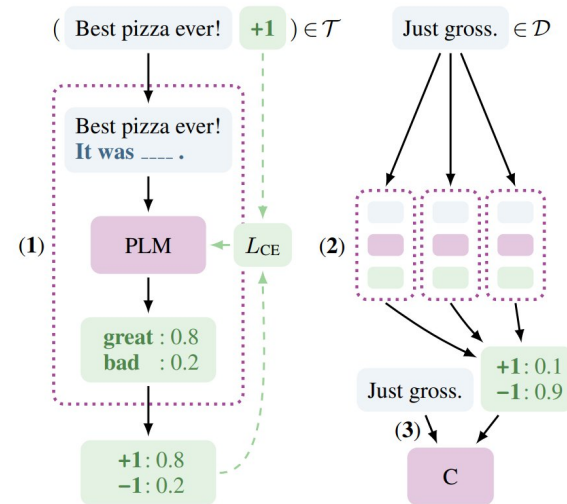 ( Best pizza ever! +1 ) ∈ 𝒯
Best pizza ever!
It was ____ .
(1)
PLM
L_CE
great : 0.8
bad : 0.2
+1: 0.8
−1: 0.2
Just gross. ∈ 𝒟
(2)
+1: 0.1
−1: 0.9
Just gross.
(3)
C